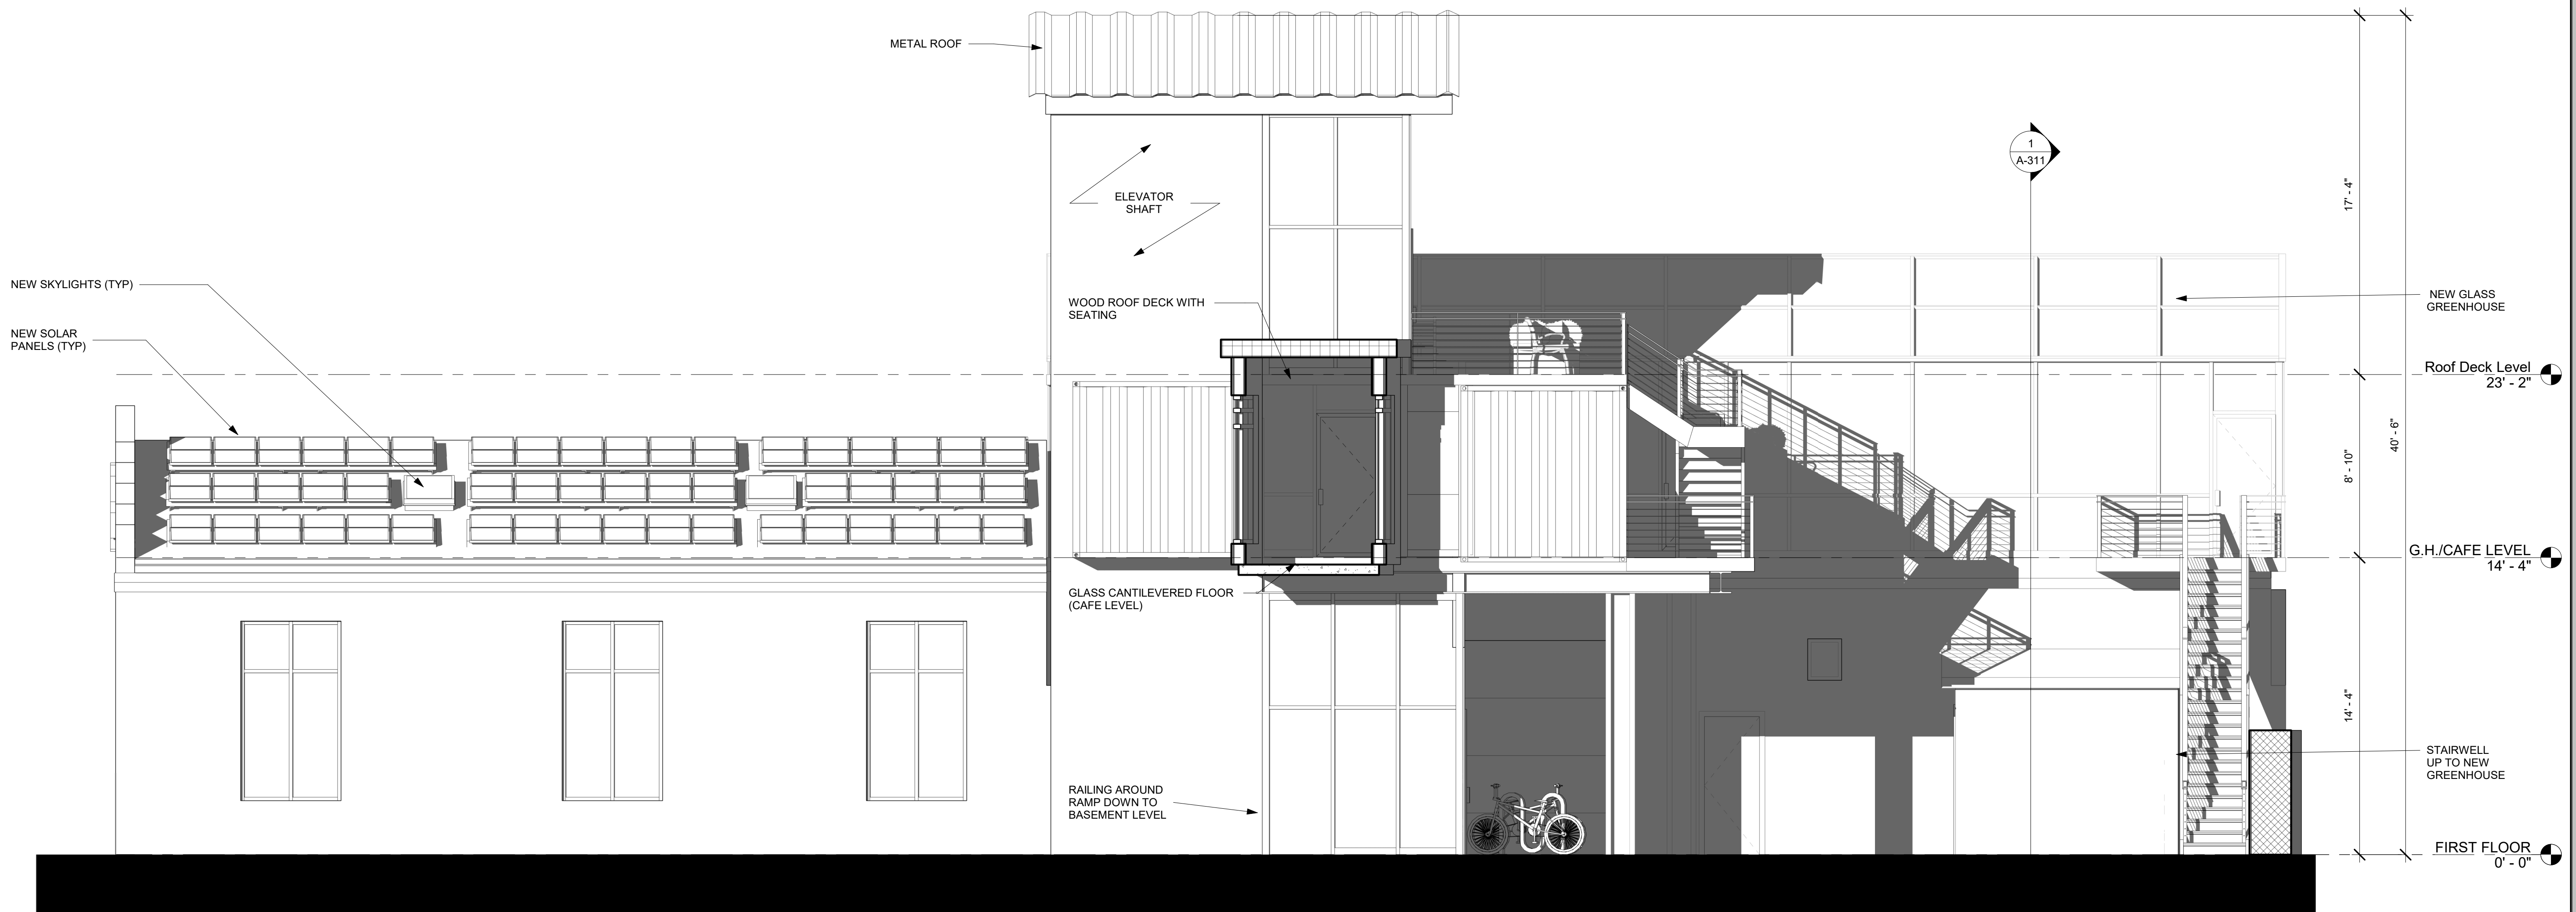 METAL ROOF
1
A-311
ELEVATOR
SHAFT
17' - 4"
NEW SKYLIGHTS (TYP)
WOOD ROOF DECK WITH
SEATING
NEW GLASS
GREENHOUSE
NEW SOLAR
PANELS (TYP)
Roof Deck Level
23' - 2"
40' - 6"
8' - 10"
G.H./CAFE LEVEL
14' - 4"
GLASS CANTILEVERED FLOOR
(CAFE LEVEL)
14' - 4"
STAIRWELL
UP TO NEW
GREENHOUSE
RAILING AROUND
RAMP DOWN TO
BASEMENT LEVEL
FIRST FLOOR
0' - 0"